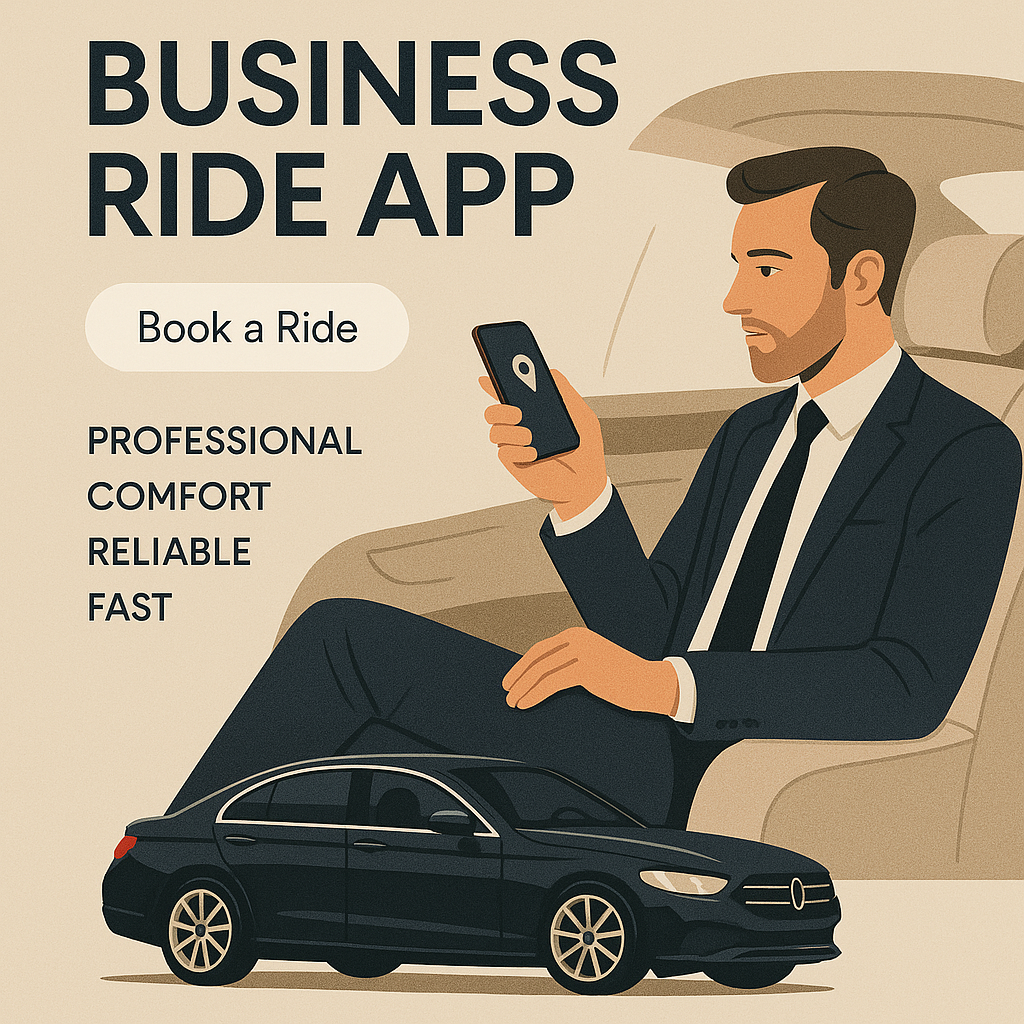 BUSINESS
RIDE APP
Book a Ride
PROFESSIONAL
COMFORT
RELIABLE
FAST